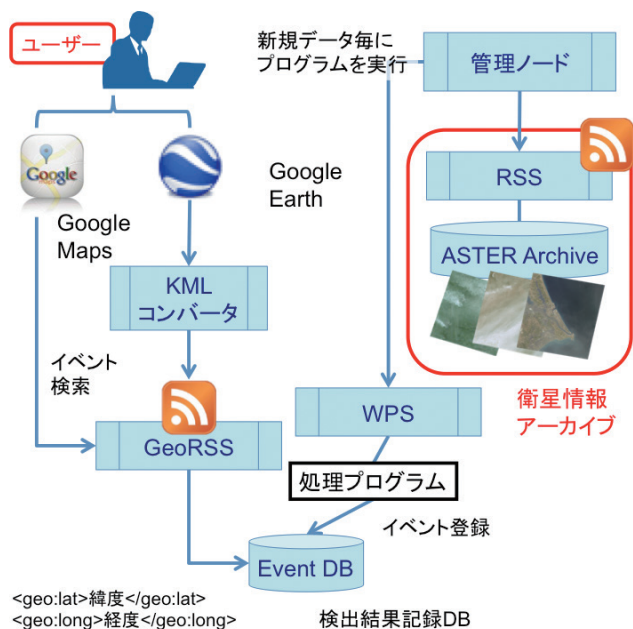 ユーザー
新規データ毎に
プログラムを実行
管理ノード
RSS
ASTER Archive
衛星情報
アーカイブ
Google
Google
Maps
Google
Earth
KML
コンバータ
イベント
検索
GeoRSS
WPS
処理プログラム
イベント登録
Event DB
検出結果記録DB
<geo:lat>緯度</geo:lat>
<geo:long>経度</geo:long>